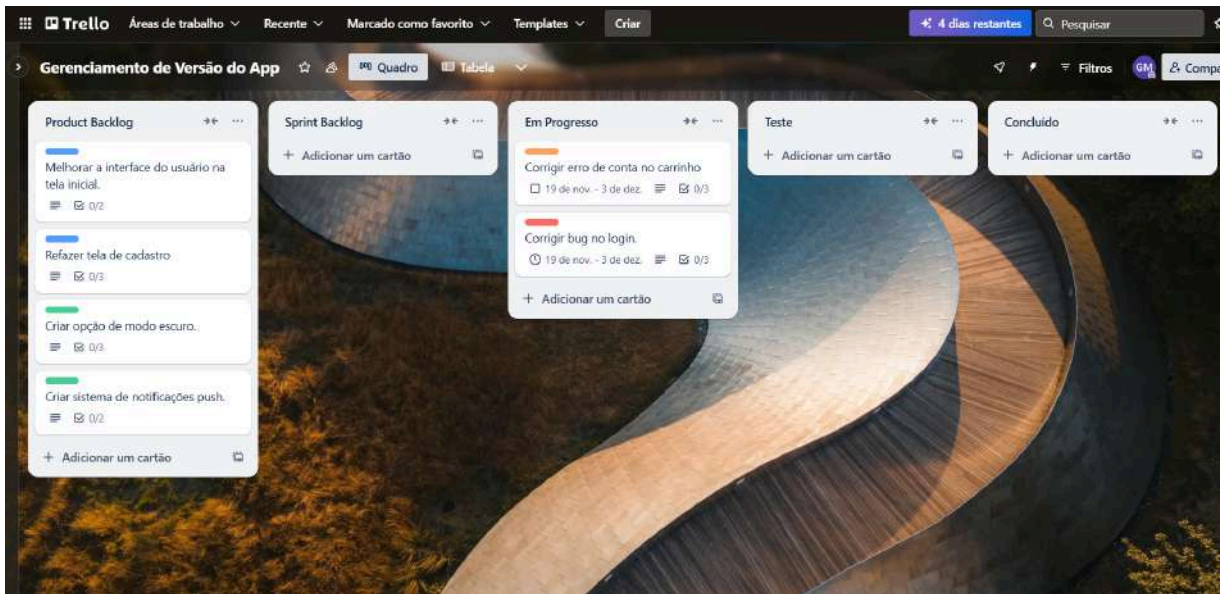 Trello Áreas de trabalho Recente Marcado como favorito Templates Criar 4 dias restantes Pesquisar
Gerenciamento de Versão do App Quadro Tabela Filtros GM Compa
Product Backlog
Melhorar a interface do usuário na
tela inicial.
0/2
Refazer tela de cadastro
0/3
Criar opção de modo escuro.
0/3
Criar sistema de notificações push.
0/2
+ Adicionar um cartão
Sprint Backlog
+ Adicionar um cartão
Em Progresso
Corrigir erro de conta no carrinho
19 de nov. - 3 de dez. 0/3
Corrigir bug no login.
19 de nov. - 3 de dez. 0/3
+ Adicionar um cartão
Teste
+ Adicionar um cartão
Concluído
+ Adicionar um cartão